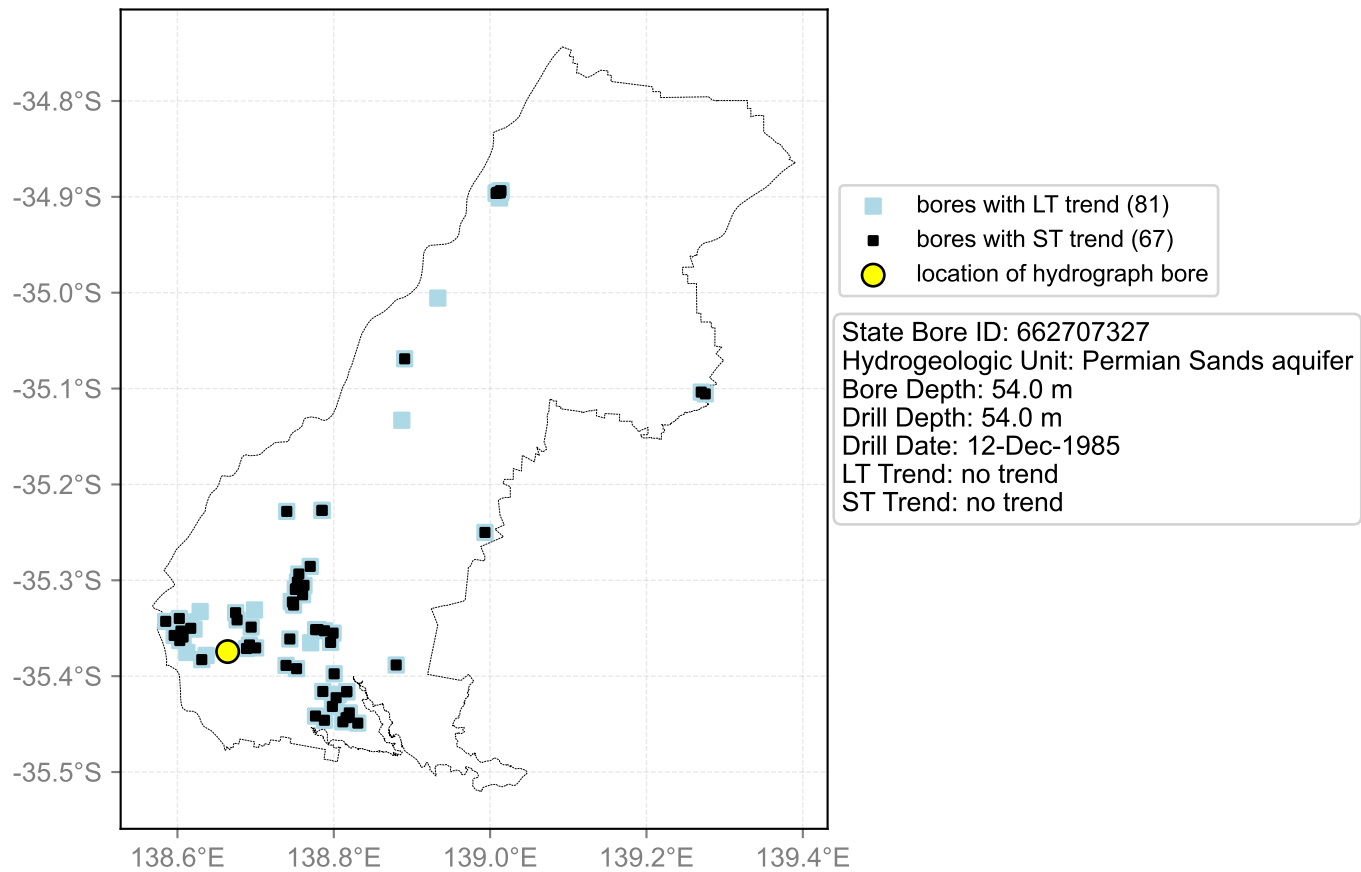 -34.8°S
-34.9°S
-35.0°S
-35.1°S
-35.2°S
-35.3°S
-35.4°S
-35.5°S
138.6°E 138.8°E 139.0°E 139.2°E 139.4°E
bores with LT trend (81)
bores with ST trend (67)
location of hydrograph bore
State Bore ID: 662707327
Hydrogeologic Unit: Permian Sands aquifer
Bore Depth: 54.0 m
Drill Depth: 54.0 m
Drill Date: 12-Dec-1985
LT Trend: no trend
ST Trend: no trend